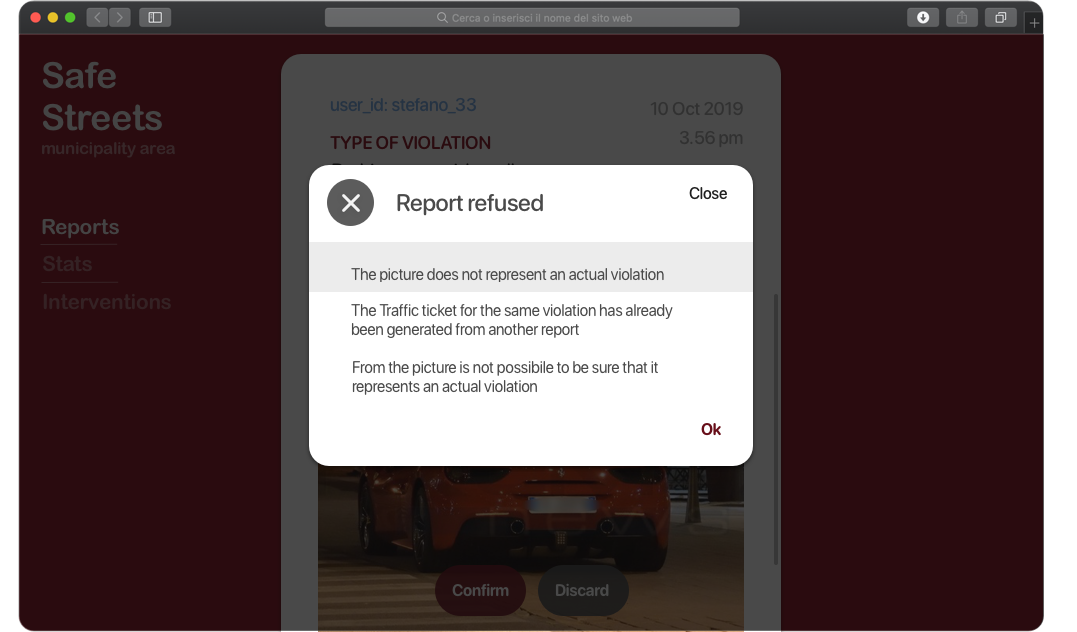 Cerca o inserisci il nome del sito web
Safe
Streets
municipality area
Reports
Stats
Interventions
user_id: stefano_33
10 Oct 2019
3.56 pm
TYPE OF VIOLATION
Report refused
Close
The picture does not represent an actual violation
The Traffic ticket for the same violation has already
been generated from another report
From the picture is not possibile to be sure that it
represents an actual violation
Ok
Confirm
Discard